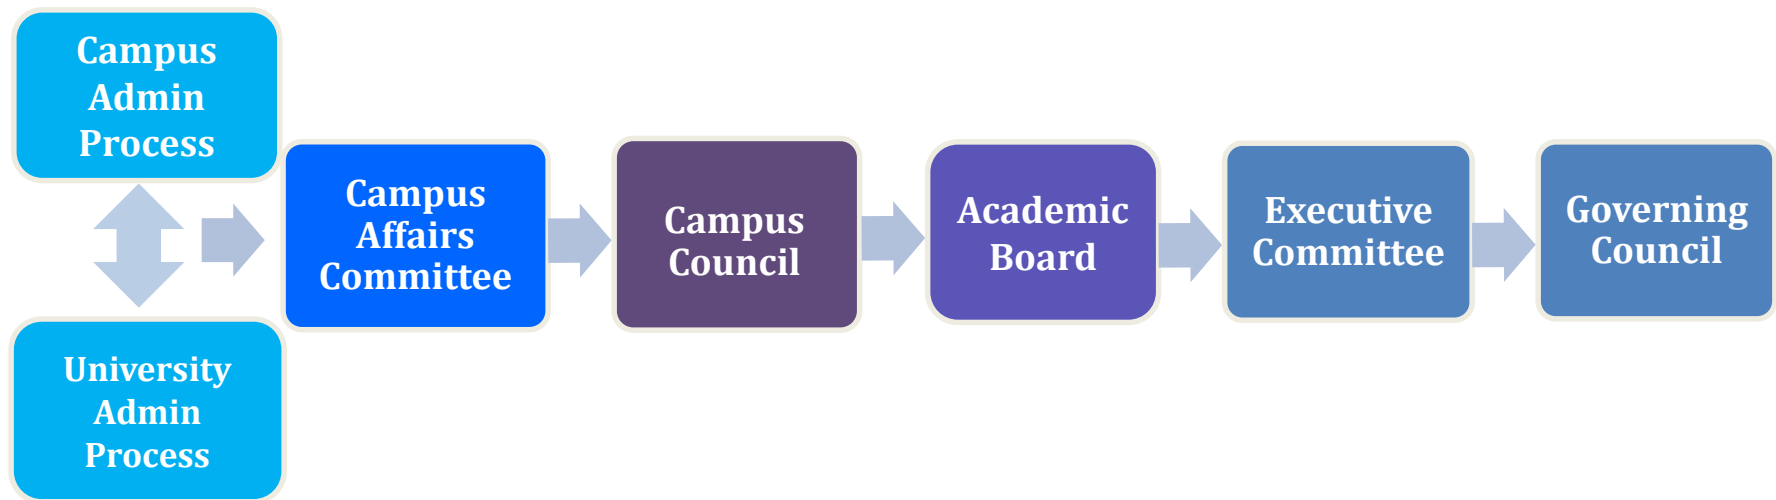 Campus
Admin
Process
University
Admin
Process
Campus
Affairs
Committee
Campus
Council
Academic
Board
Executive
Committee
Governing
Council